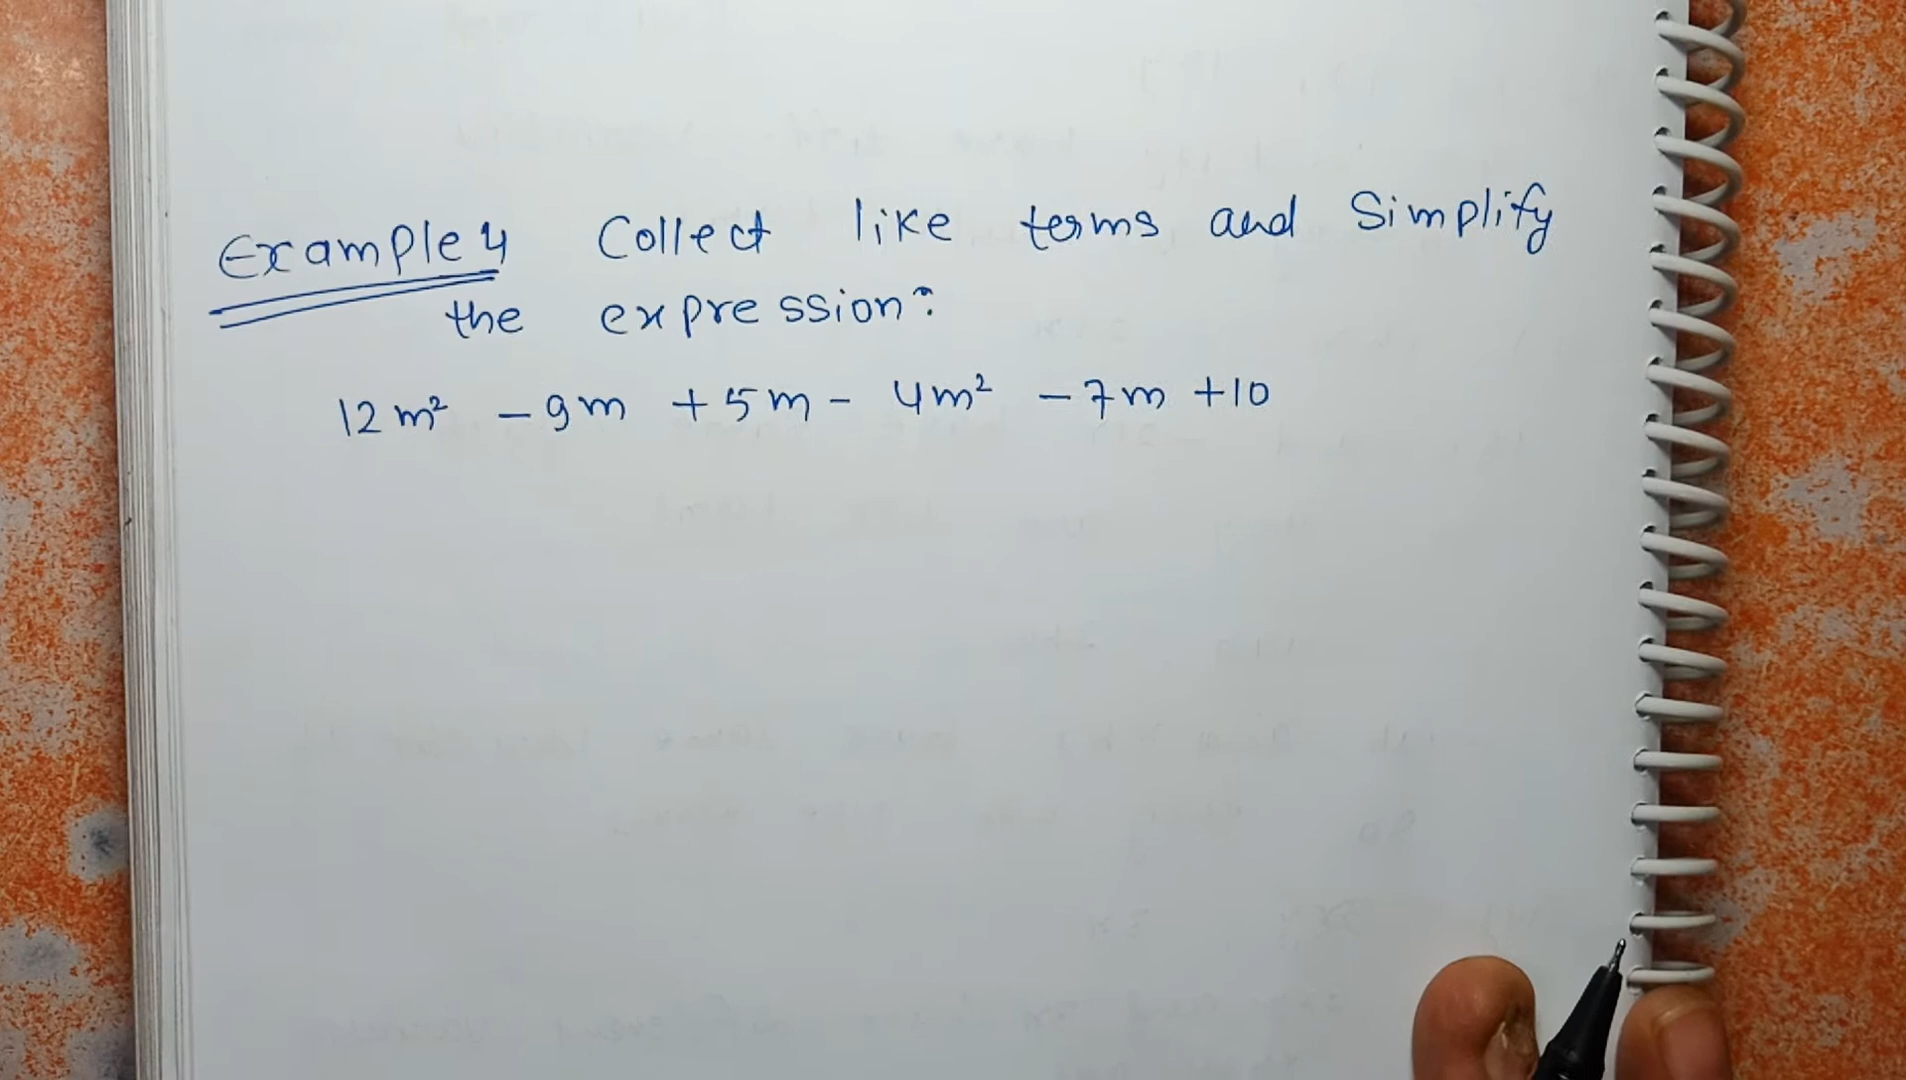 Example 4 Collect like terms and Simplify
the expression:
12m² - 9m + 5m - 4m² - 7m + 10